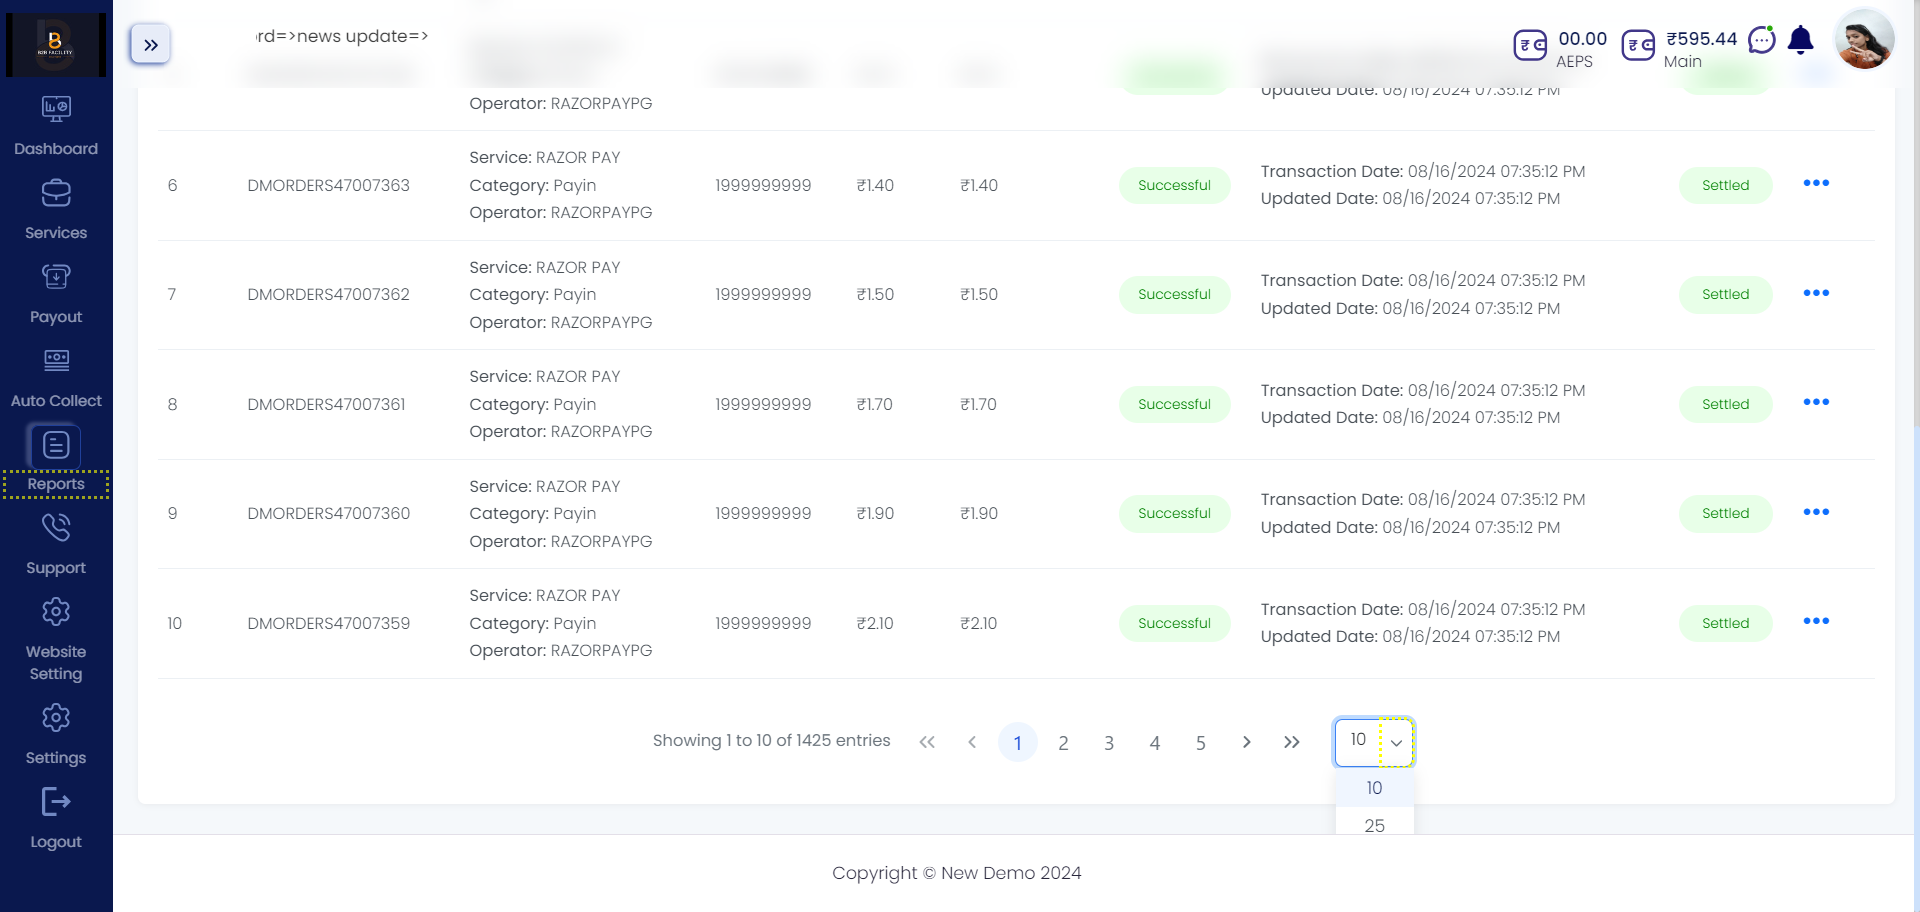 B2B FACILITY
Dashboard
Services
Payout
Auto Collect
Reports
Support
Website
Setting
Settings
Logout
rd=>news update=>
00.00
AEPS
₹595.44
Main
Operator: RAZORPAYPG
Updated Date: 08/16/2024 07:35:12 PM
6
DMORDERS47007363
Service: RAZOR PAY
Category: Payin
Operator: RAZORPAYPG
1999999999
₹1.40
₹1.40
Successful
Transaction Date: 08/16/2024 07:35:12 PM
Updated Date: 08/16/2024 07:35:12 PM
Settled
7
DMORDERS47007362
Service: RAZOR PAY
Category: Payin
Operator: RAZORPAYPG
1999999999
₹1.50
₹1.50
Successful
Transaction Date: 08/16/2024 07:35:12 PM
Updated Date: 08/16/2024 07:35:12 PM
Settled
8
DMORDERS47007361
Service: RAZOR PAY
Category: Payin
Operator: RAZORPAYPG
1999999999
₹1.70
₹1.70
Successful
Transaction Date: 08/16/2024 07:35:12 PM
Updated Date: 08/16/2024 07:35:12 PM
Settled
9
DMORDERS47007360
Service: RAZOR PAY
Category: Payin
Operator: RAZORPAYPG
1999999999
₹1.90
₹1.90
Successful
Transaction Date: 08/16/2024 07:35:12 PM
Updated Date: 08/16/2024 07:35:12 PM
Settled
10
DMORDERS47007359
Service: RAZOR PAY
Category: Payin
Operator: RAZORPAYPG
1999999999
₹2.10
₹2.10
Successful
Transaction Date: 08/16/2024 07:35:12 PM
Updated Date: 08/16/2024 07:35:12 PM
Settled
Showing 1 to 10 of 1425 entries
1 2 3 4 5
10
10
25
Copyright © New Demo 2024